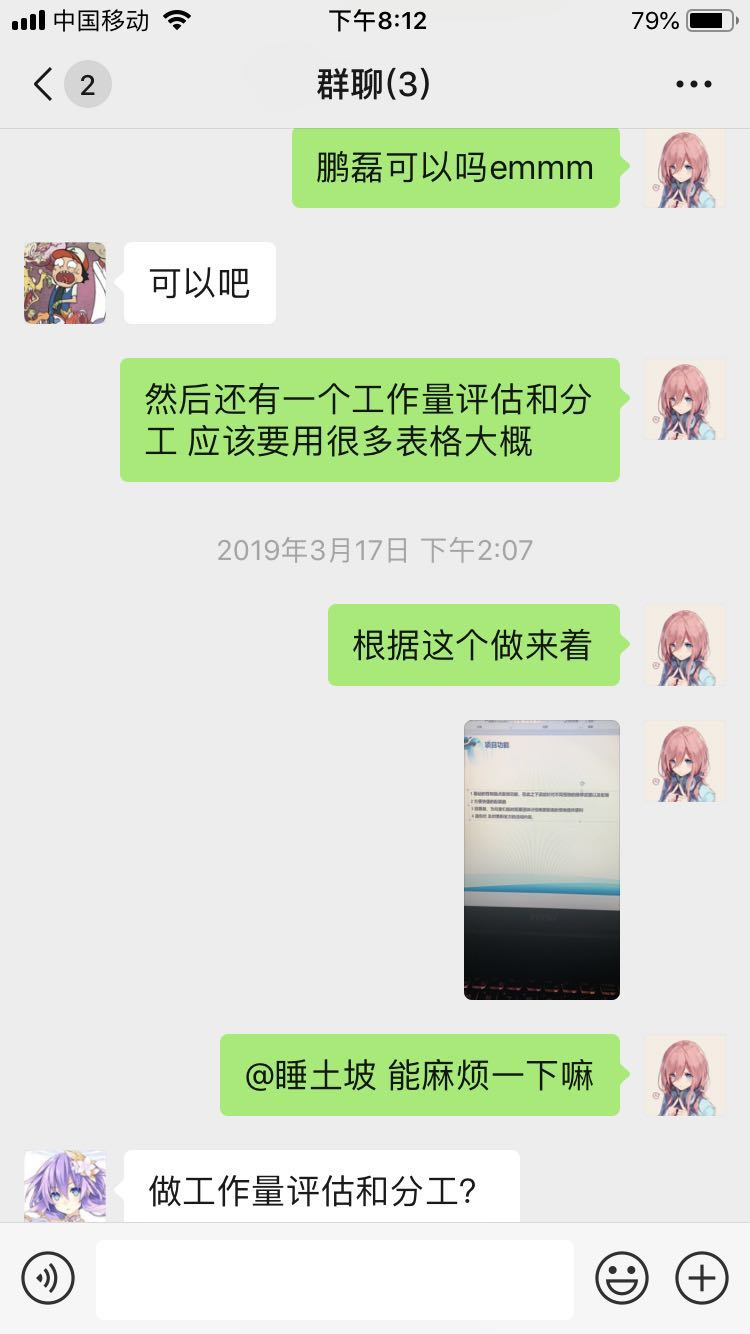 中国移动
下午8:12
79%
2
群聊(3)
鹏磊可以吗emmm
可以吧
然后还有一个工作量评估和分
工 应该要用很多表格大概
2019年3月17日 下午2:07
根据这个做来着
项目功能
@睡土坡 能麻烦一下嘛
做工作量评估和分工?